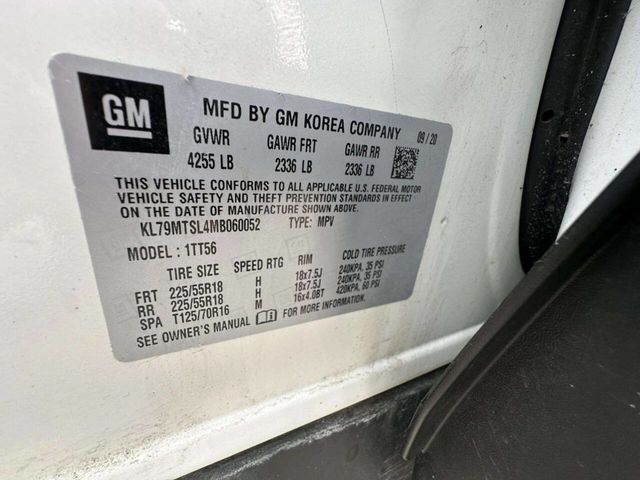 GM
MFD BY GM KOREA COMPANY 09/20
GVWR GAWR FRT GAWR RR
4255 LB 2336 LB 2336 LB
THIS VEHICLE CONFORMS TO ALL APPLICABLE U.S. FEDERAL MOTOR
VEHICLE SAFETY AND THEFT PREVENTION STANDARDS IN EFFECT
ON THE DATE OF MANUFACTURE SHOWN ABOVE.
KL79MTSL4MB060052 TYPE: MPV
MODEL : 1TT56
TIRE SIZE SPEED RTG RIM COLD TIRE PRESSURE
FRT 225/55R18 H 18x7.5J 240KPA, 35 PSI
RR 225/55R18 H 18x7.5J 240KPA, 35 PSI
SPA T125/70R16 M 16x4.0BT 420KPA, 60 PSI
SEE OWNER'S MANUAL FOR MORE INFORMATION